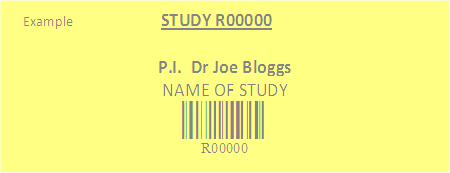 Example
STUDY R00000
P.I.  Dr Joe Bloggs
NAME OF STUDY
R00000